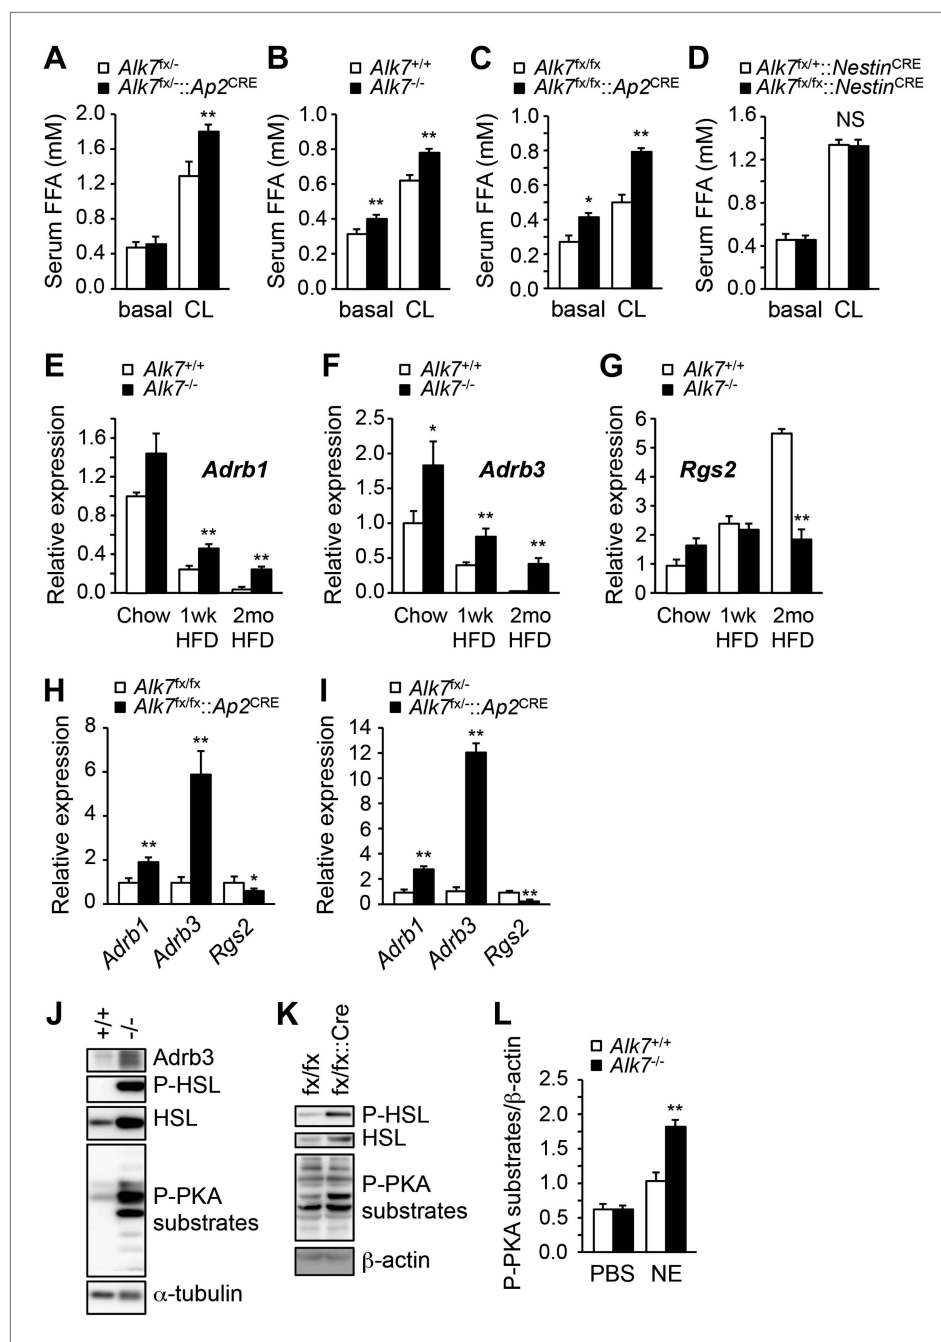 A
Alk7fx/-
Alk7fx/-::Ap2CRE
Serum FFA (mM)
2.0
1.6
1.2
0.8
0.4
0.0
**
basal CL
B
Alk7+/+
Alk7-/-
Serum FFA (mM)
1.0
0.8
0.6
0.4
0.2
0.0
**
**
basal CL
C
Alk7fx/fx
Alk7fx/fx::Ap2CRE
Serum FFA (mM)
1.0
0.8
0.6
0.4
0.2
0.0
*
**
basal CL
D
Alk7fx/+::NestinCRE
Alk7fx/fx::NestinCRE
Serum FFA (mM)
1.6
1.2
0.8
0.4
0.0
NS
basal CL
E
Alk7+/+
Alk7-/-
Relative expression
1.6
1.2
0.8
0.4
0.0
Adrb1
**
**
Chow 1wk 2mo
HFD HFD
F
Alk7+/+
Alk7-/-
Relative expression
2.5
2.0
1.5
1.0
0.5
0.0
*
Adrb3
**
**
Chow 1wk 2mo
HFD HFD
G
Alk7+/+
Alk7-/-
Relative expression
6
5
4
3
2
1
0
Rgs2
**
Chow 1wk 2mo
HFD HFD
H
Alk7fx/fx
Alk7fx/fx::Ap2CRE
Relative expression
8
6
4
2
0
**
**
*
Adrb1
Adrb3
Rgs2
I
Alk7fx/-
Alk7fx/-::Ap2CRE
Relative expression
14
12
10
8
6
4
2
0
**
**
**
Adrb1
Adrb3
Rgs2
J
+/+
-/-
Adrb3
P-HSL
HSL
P-PKA
substrates
α-tubulin
K
fx/fx
fx/fx::Cre
P-HSL
HSL
P-PKA
substrates
β-actin
L
Alk7+/+
Alk7-/-
P-PKA substrates/β-actin
2.5
2.0
1.5
1.0
0.5
0.0
**
PBS NE